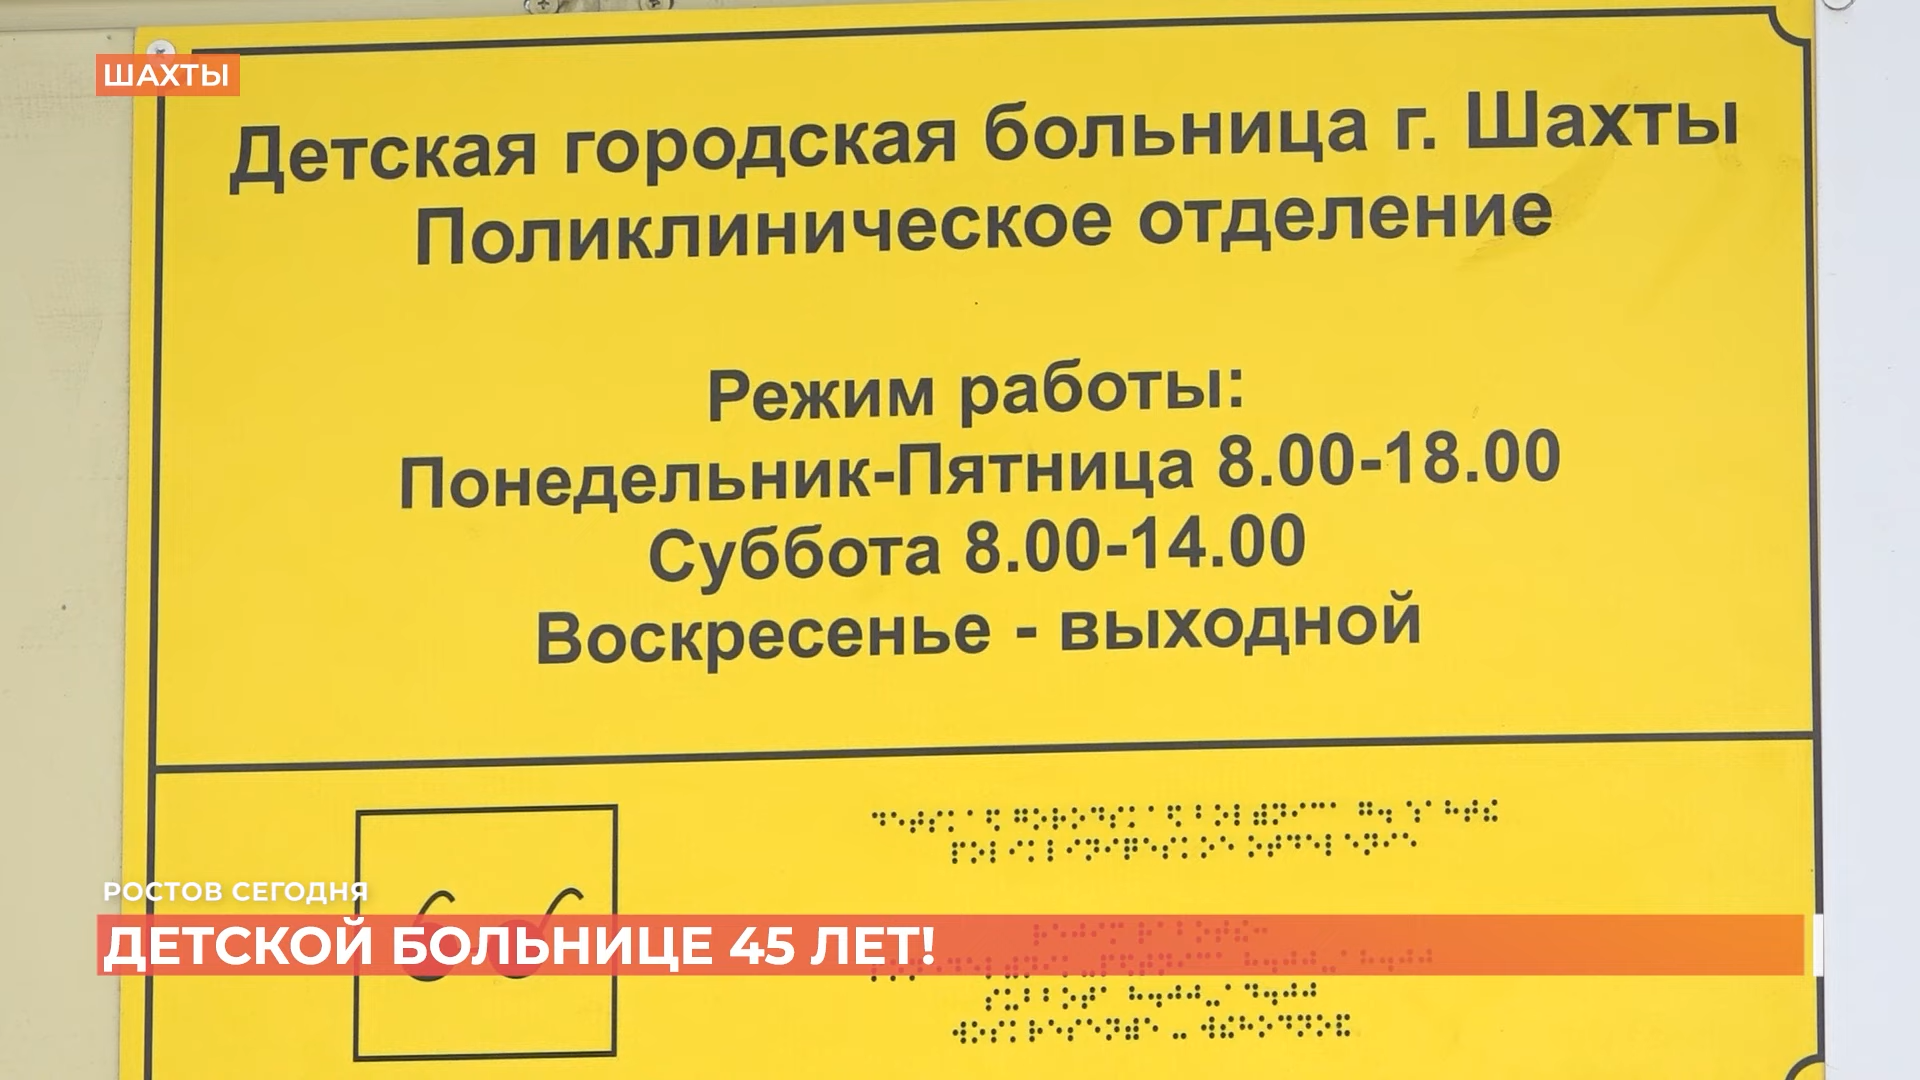 ШАХТЫ
Детская городская больница г. Шахты
Поликлиническое отделение
Режим работы:
Понедельник-Пятница 8.00-18.00
Суббота 8.00-14.00
Воскресенье - выходной
РОСТОВ СЕГОДНЯ
ДЕТСКОЙ БОЛЬНИЦЕ 45 ЛЕТ!